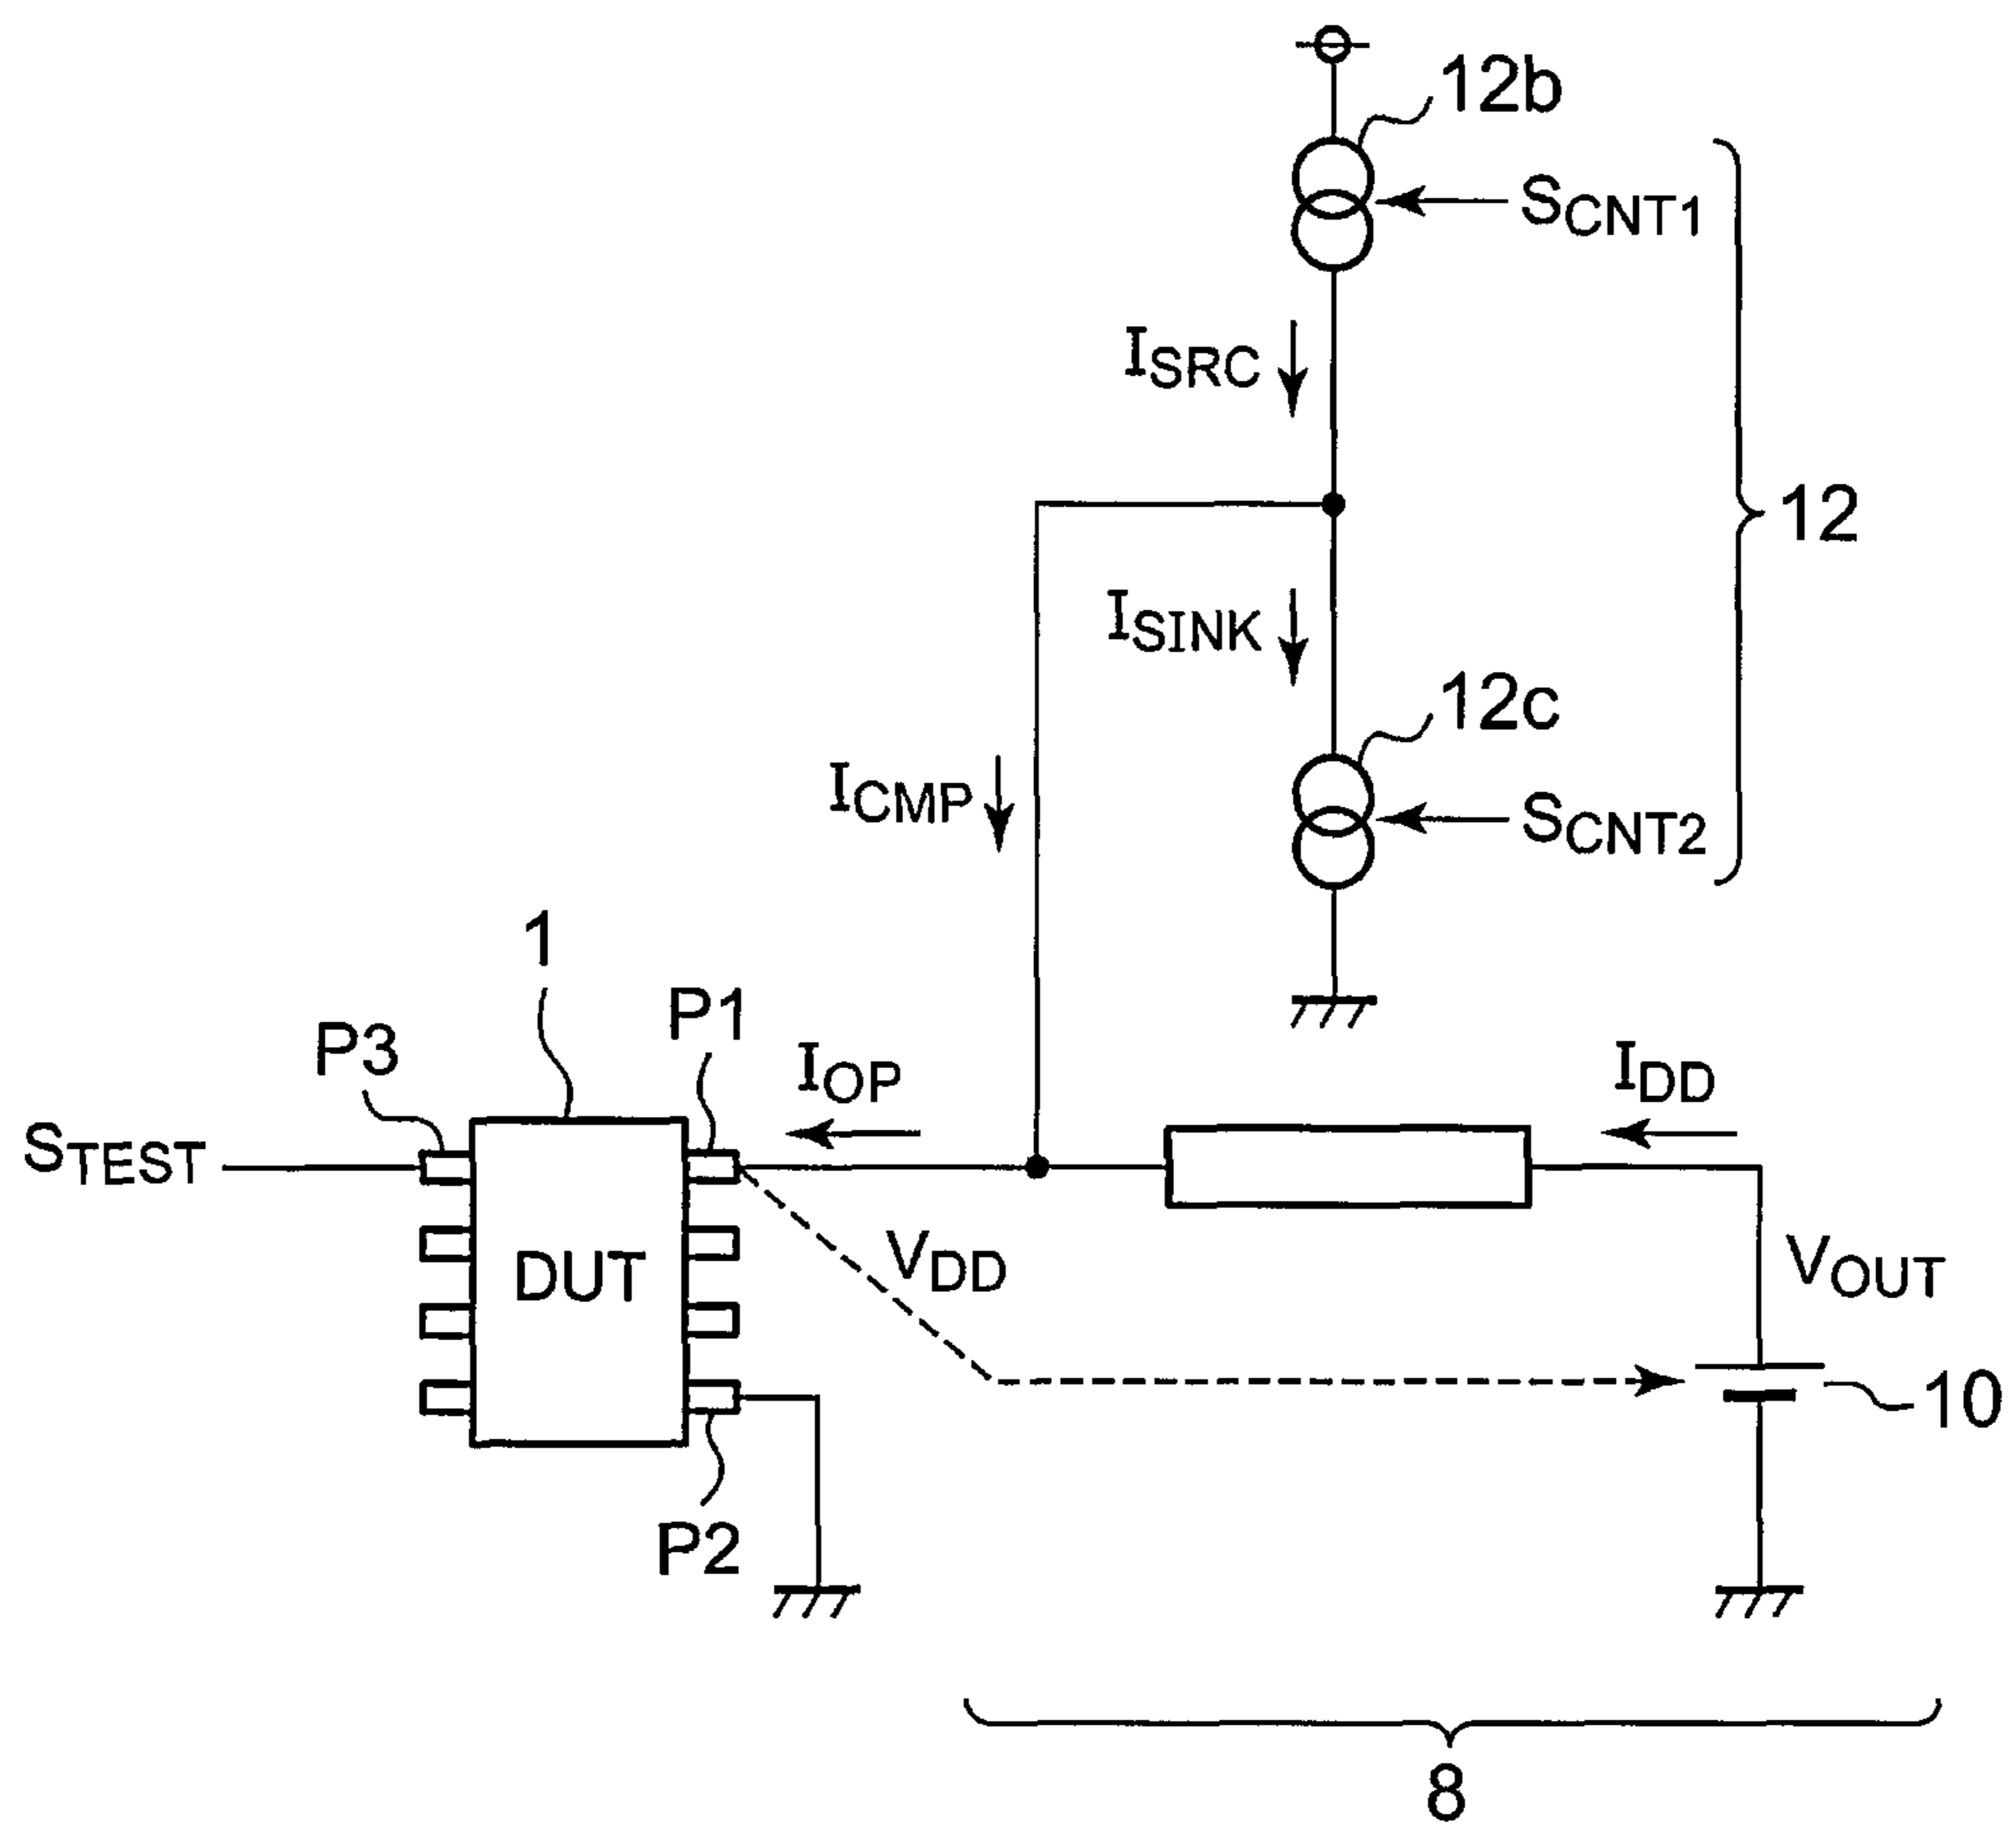 12b
SCNT1
ISRC
12
ISINK
12c
ICMP
SCNT2
1
P1
P3
IOP
IDD
STEST
DUT
VDD
VOUT
10
P2
8